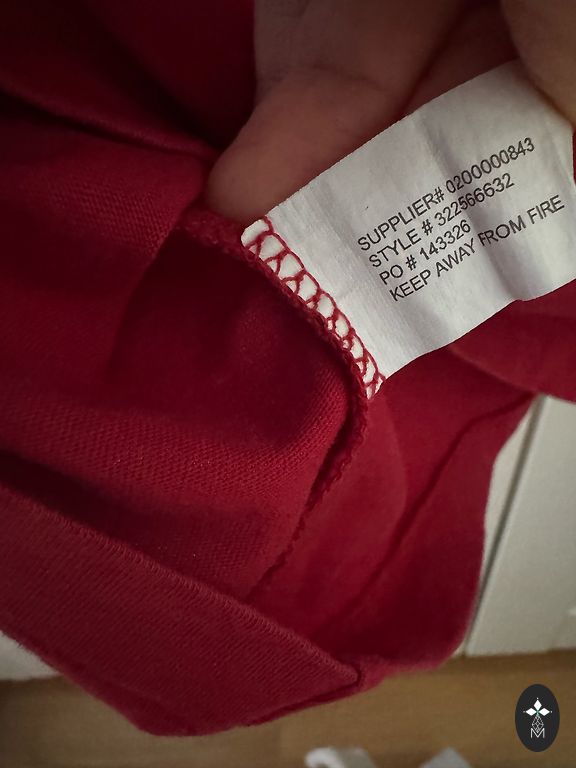 SUPPLIER# 0200000843
STYLE # 322566632
PO # 143326
KEEP AWAY FROM FIRE
M